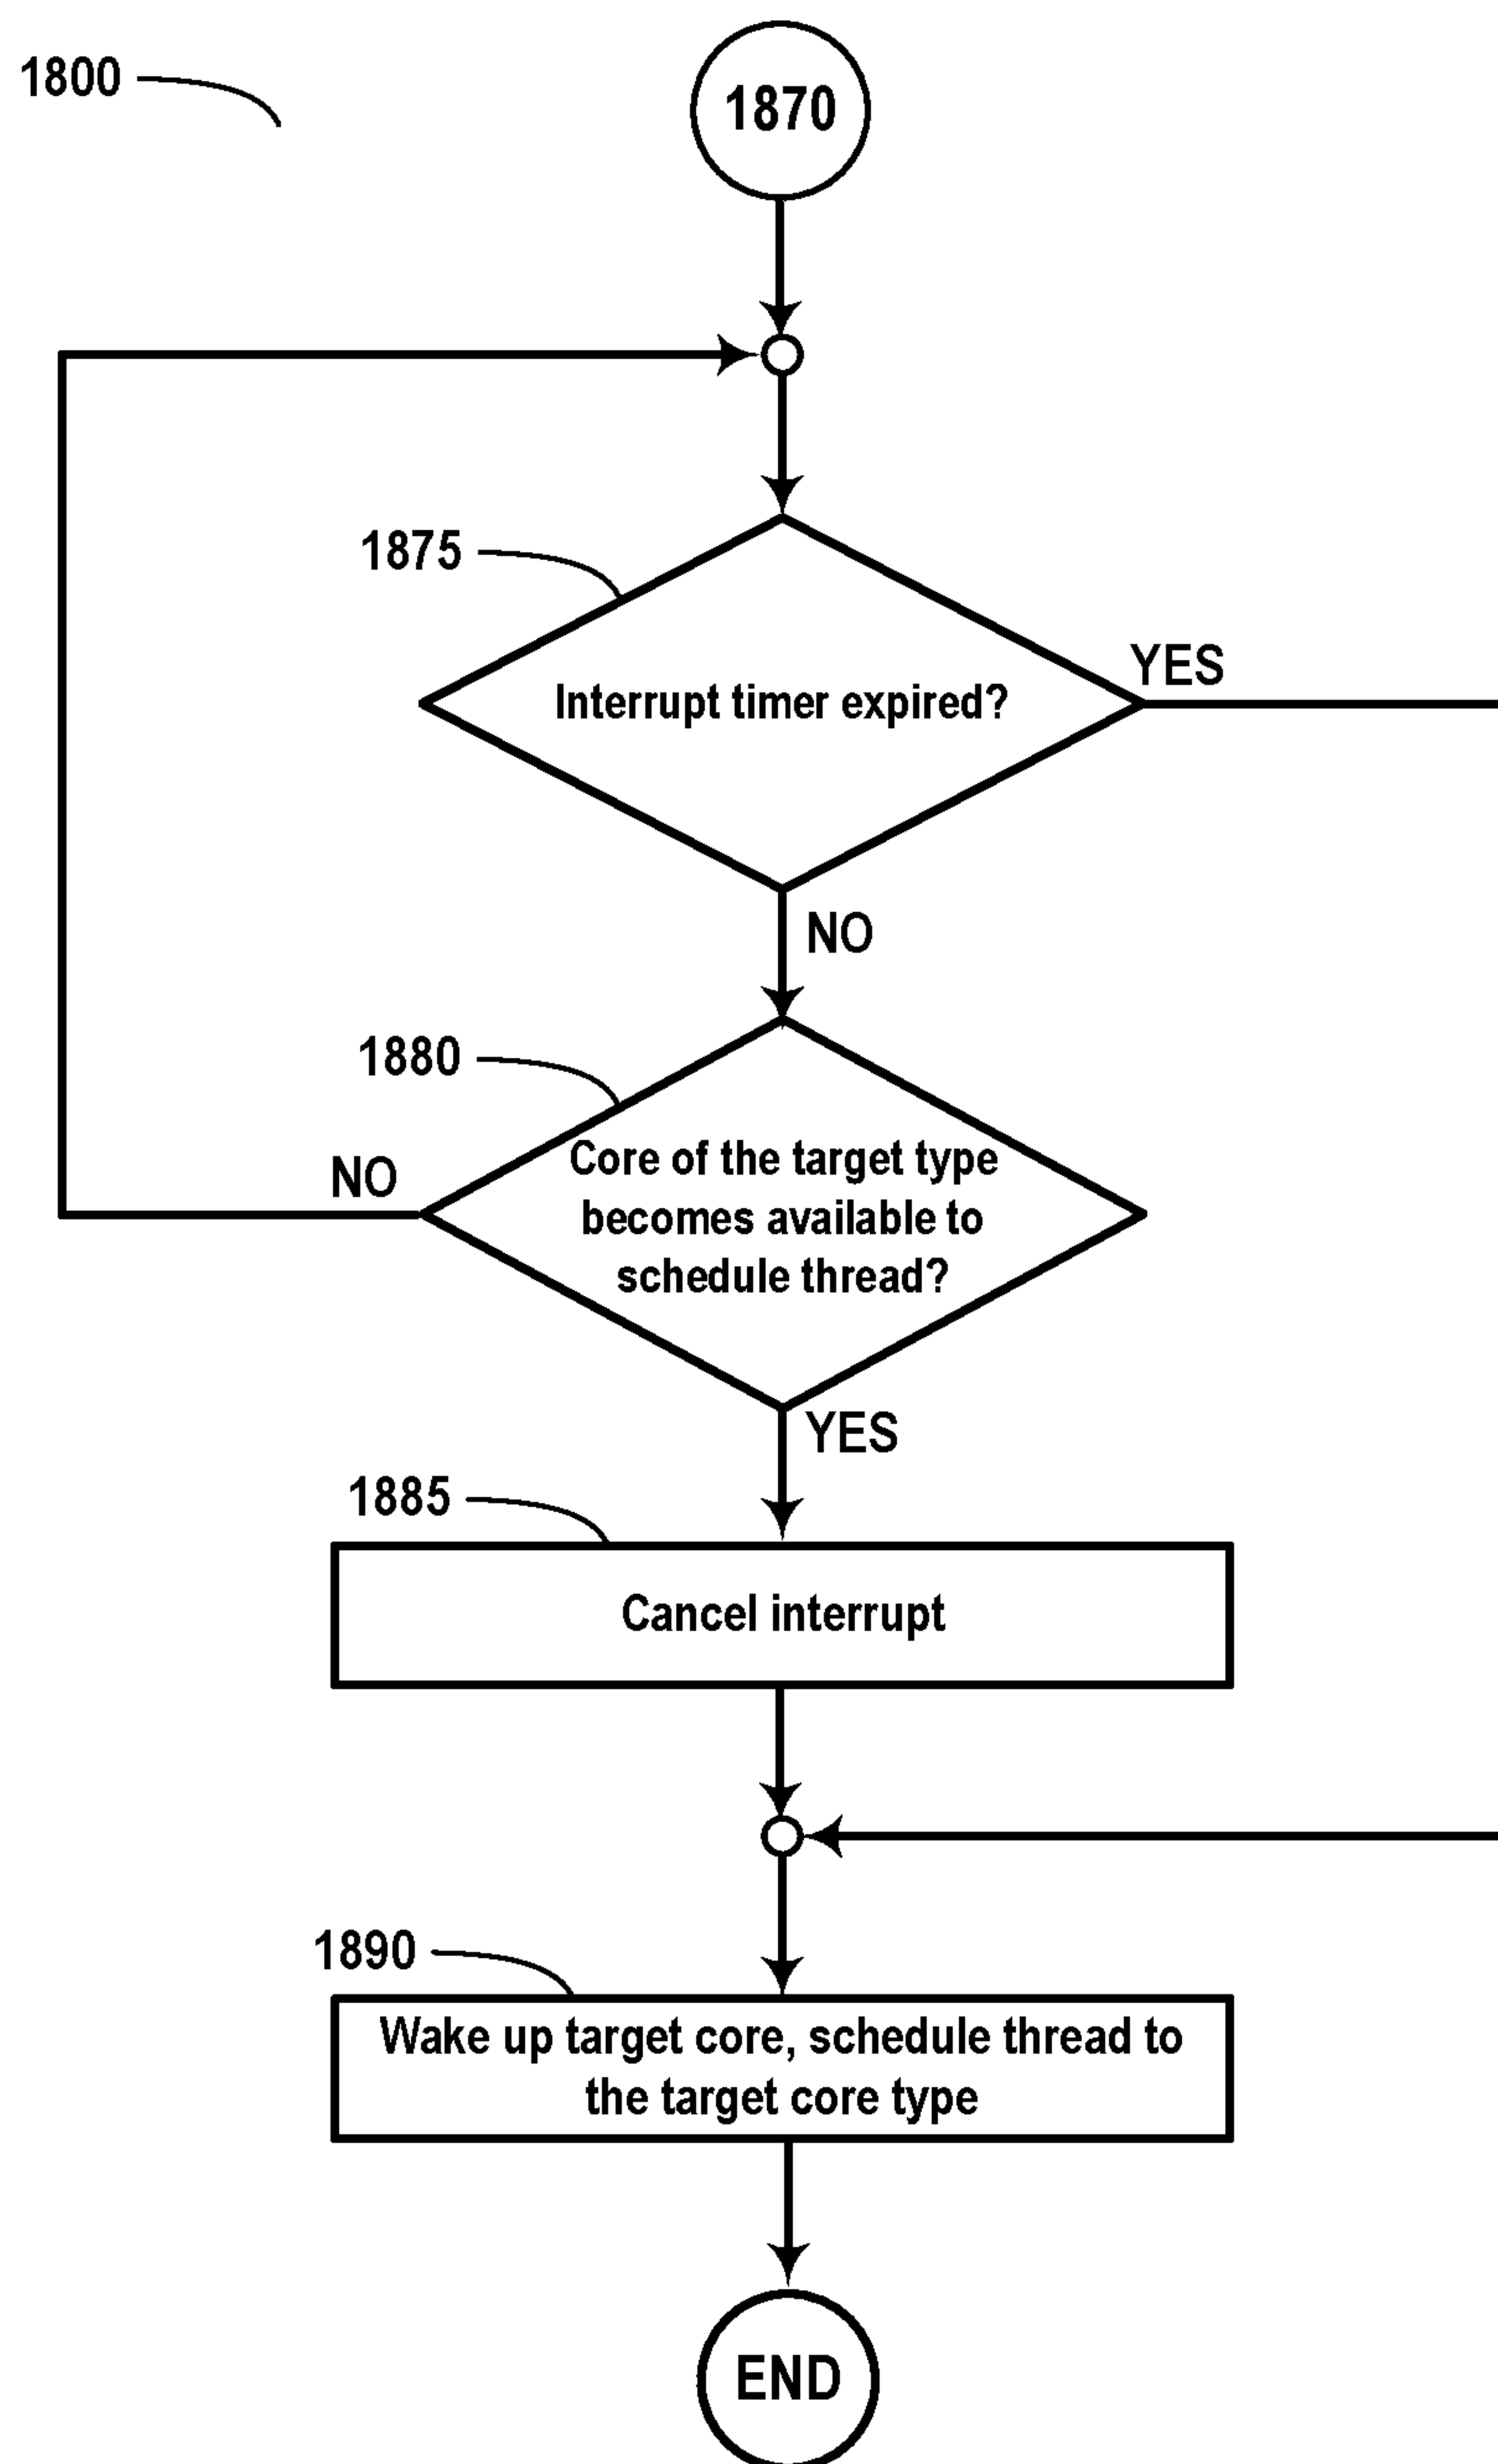 1800
1870
1875
YES
Interrupt timer expired?
NO
1880
Core of the target type
becomes available to
schedule thread?
NO
YES
1885
Cancel interrupt
1890
Wake up target core, schedule thread to
the target core type
END